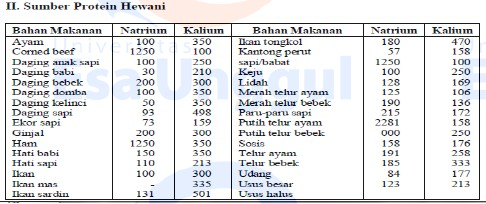 II. Sumber Protein Hewani
Bahan Makanan Natrium Kalium Bahan Makanan Natrium Kalium
Ayam 100 350 Ikan tongkol 180 470
Corned beef 1250 100 Kantong perut 57 158
Daging anak sapi 100 250 sapi/babat 1250 100
Daging babi 52 210 Keju 100 250
Daging bebek 200 300 Lidah 128 169
Daging domba 100 350 Merah telur ayam 125 106
Daging kelinci 50 350 Merah telur bebek 190 136
Daging sapi 93 498 Paru-paru sapi 215 172
Ekor sapi 73 159 Putih telur ayam 2281 158
Ginjal 200 300 Putih telur bebek 000 250
Ham 1250 350 Sosis 158 176
Hati babi 150 350 Telur ayam 191 258
Hati sapi 110 213 Telur bebek 185 333
Ikan 100 300 Udang 84 177
Ikan mas - 335 Usus besar 123 213
Ikan sardin 131 501 Usus halus